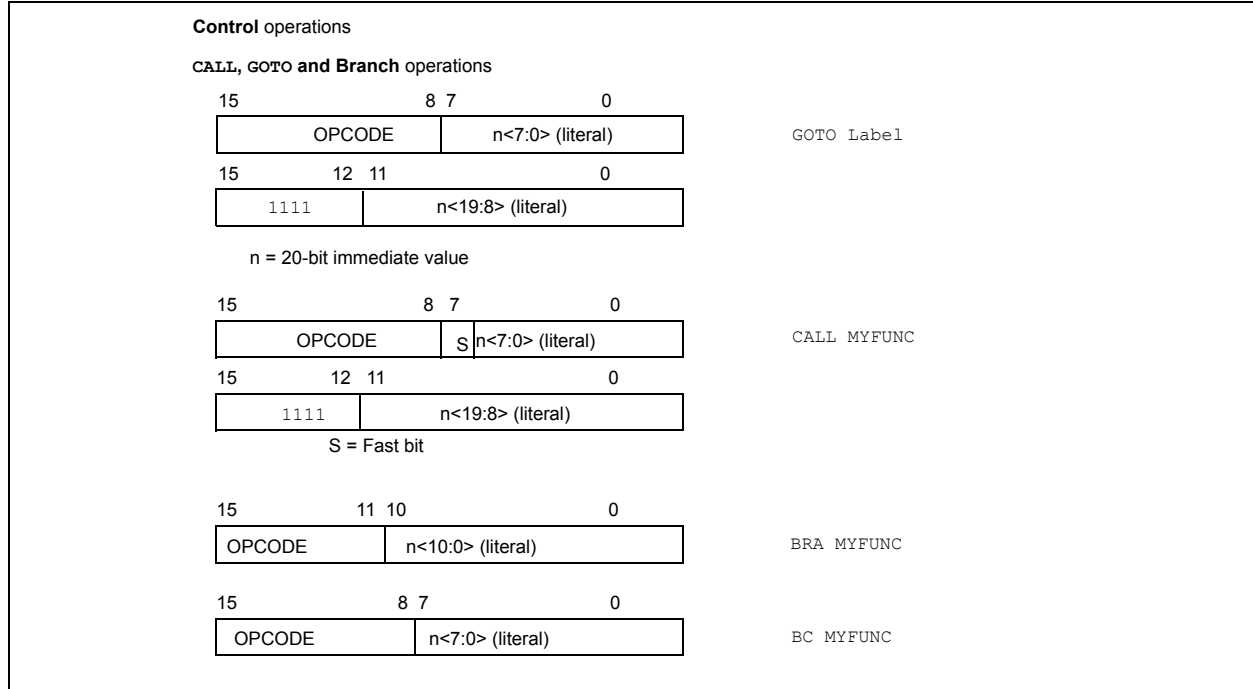 Control operations
CALL, GOTO and Branch operations
15 8 7 0
OPCODE n<7:0> (literal) GOTO Label
15 12 11 0
1111 n<19:8> (literal)
n = 20-bit immediate value
15 8 7 0
OPCODE S n<7:0> (literal) CALL MYFUNC
15 12 11 0
1111 n<19:8> (literal)
S = Fast bit
15 11 10 0
OPCODE n<10:0> (literal) BRA MYFUNC
15 8 7 0
OPCODE n<7:0> (literal) BC MYFUNC